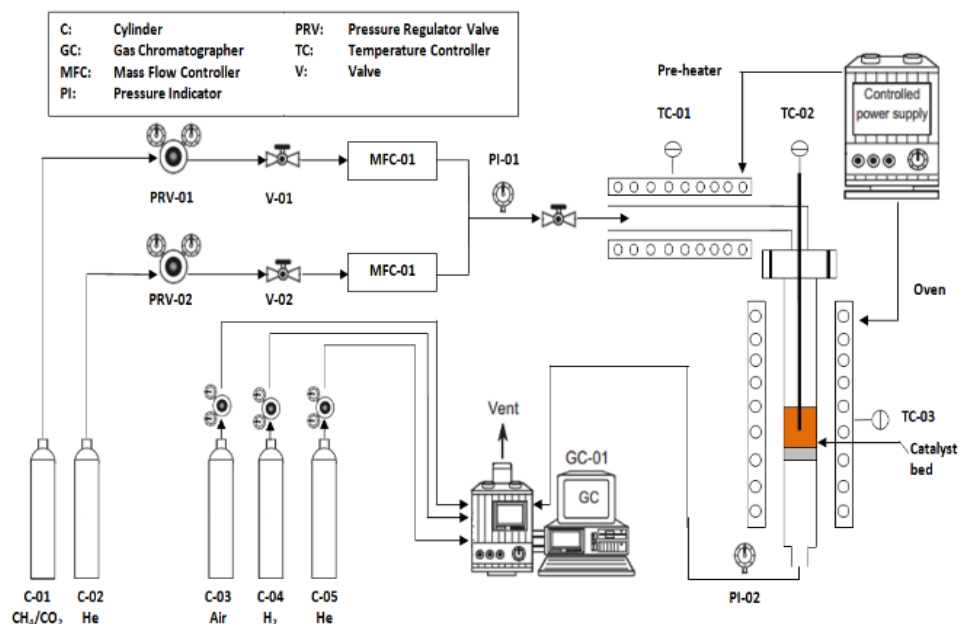 C: Cylinder PRV: Pressure Regulator Valve
GC: Gas Chromatographer TC: Temperature Controller
MFC: Mass Flow Controller V: Valve
PI: Pressure Indicator
Pre-heater
Controlled
power supply
TC-01
TC-02
MFC-01
PI-01
PRV-01
V-01
MFC-01
PRV-02
V-02
Oven
Vent
GC-01
GC
TC-03
Catalyst
bed
PI-02
C-01 C-02 C-03 C-04 C-05
CH₄/CO₂ He Air H₂ He